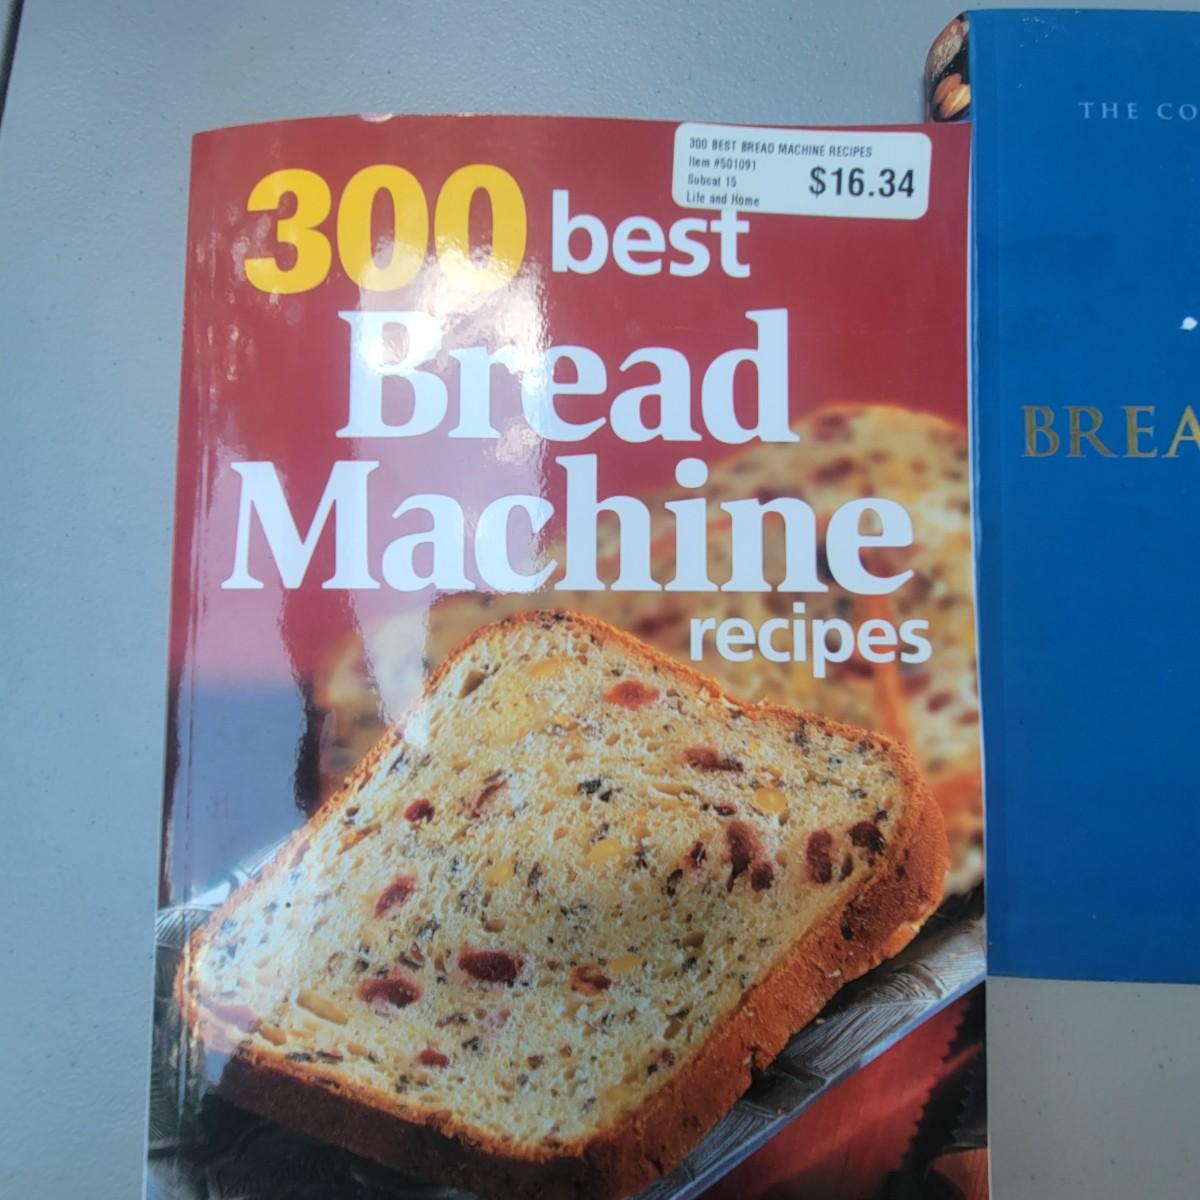 300 BEST BREAD MACHINE RECIPES
Item #501091
Subcat 15
Life and Home
$16.34
300 best
Bread
Machine
recipes
THE CO
BREA